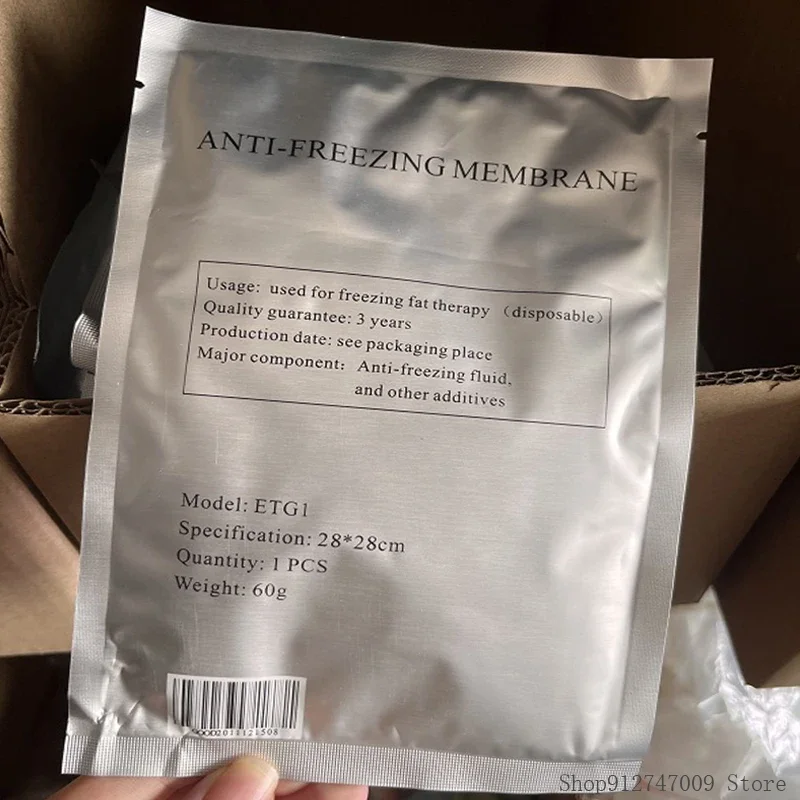 ANTI-FREEZING MEMBRANE
Usage: used for freezing fat therapy （disposable）
Quality guarantee: 3 years
Production date: see packaging place
Major component: Anti-freezing fluid,
and other additives
Model: ETG1
Specification: 28*28cm
Quantity: 1 PCS
Weight: 60g
Shop912747009 Store